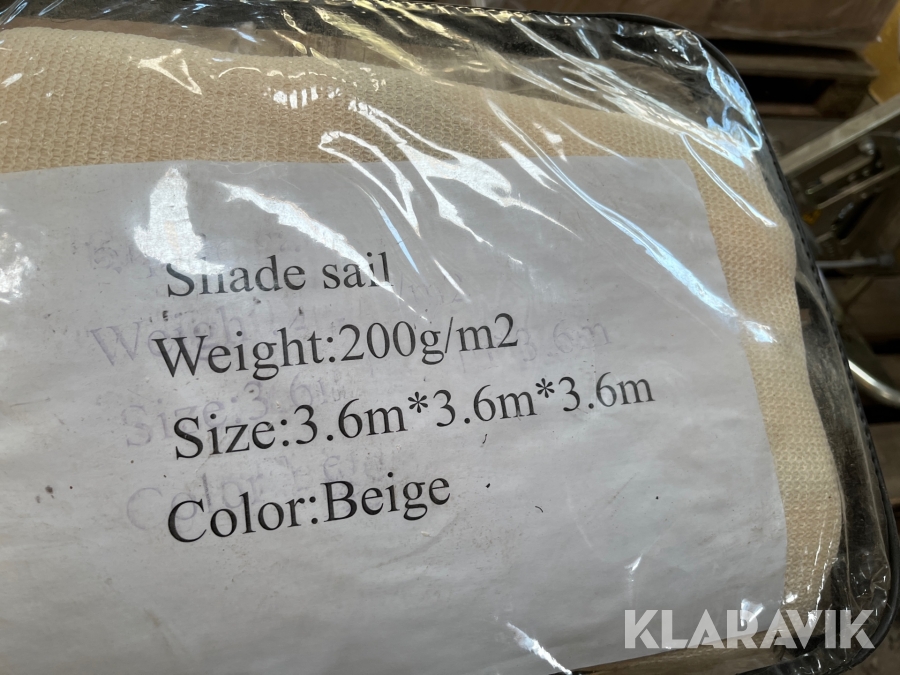 Shade sail
Weight:200g/m2
Size:3.6m*3.6m*3.6m
Color:Beige
KLARAVIK